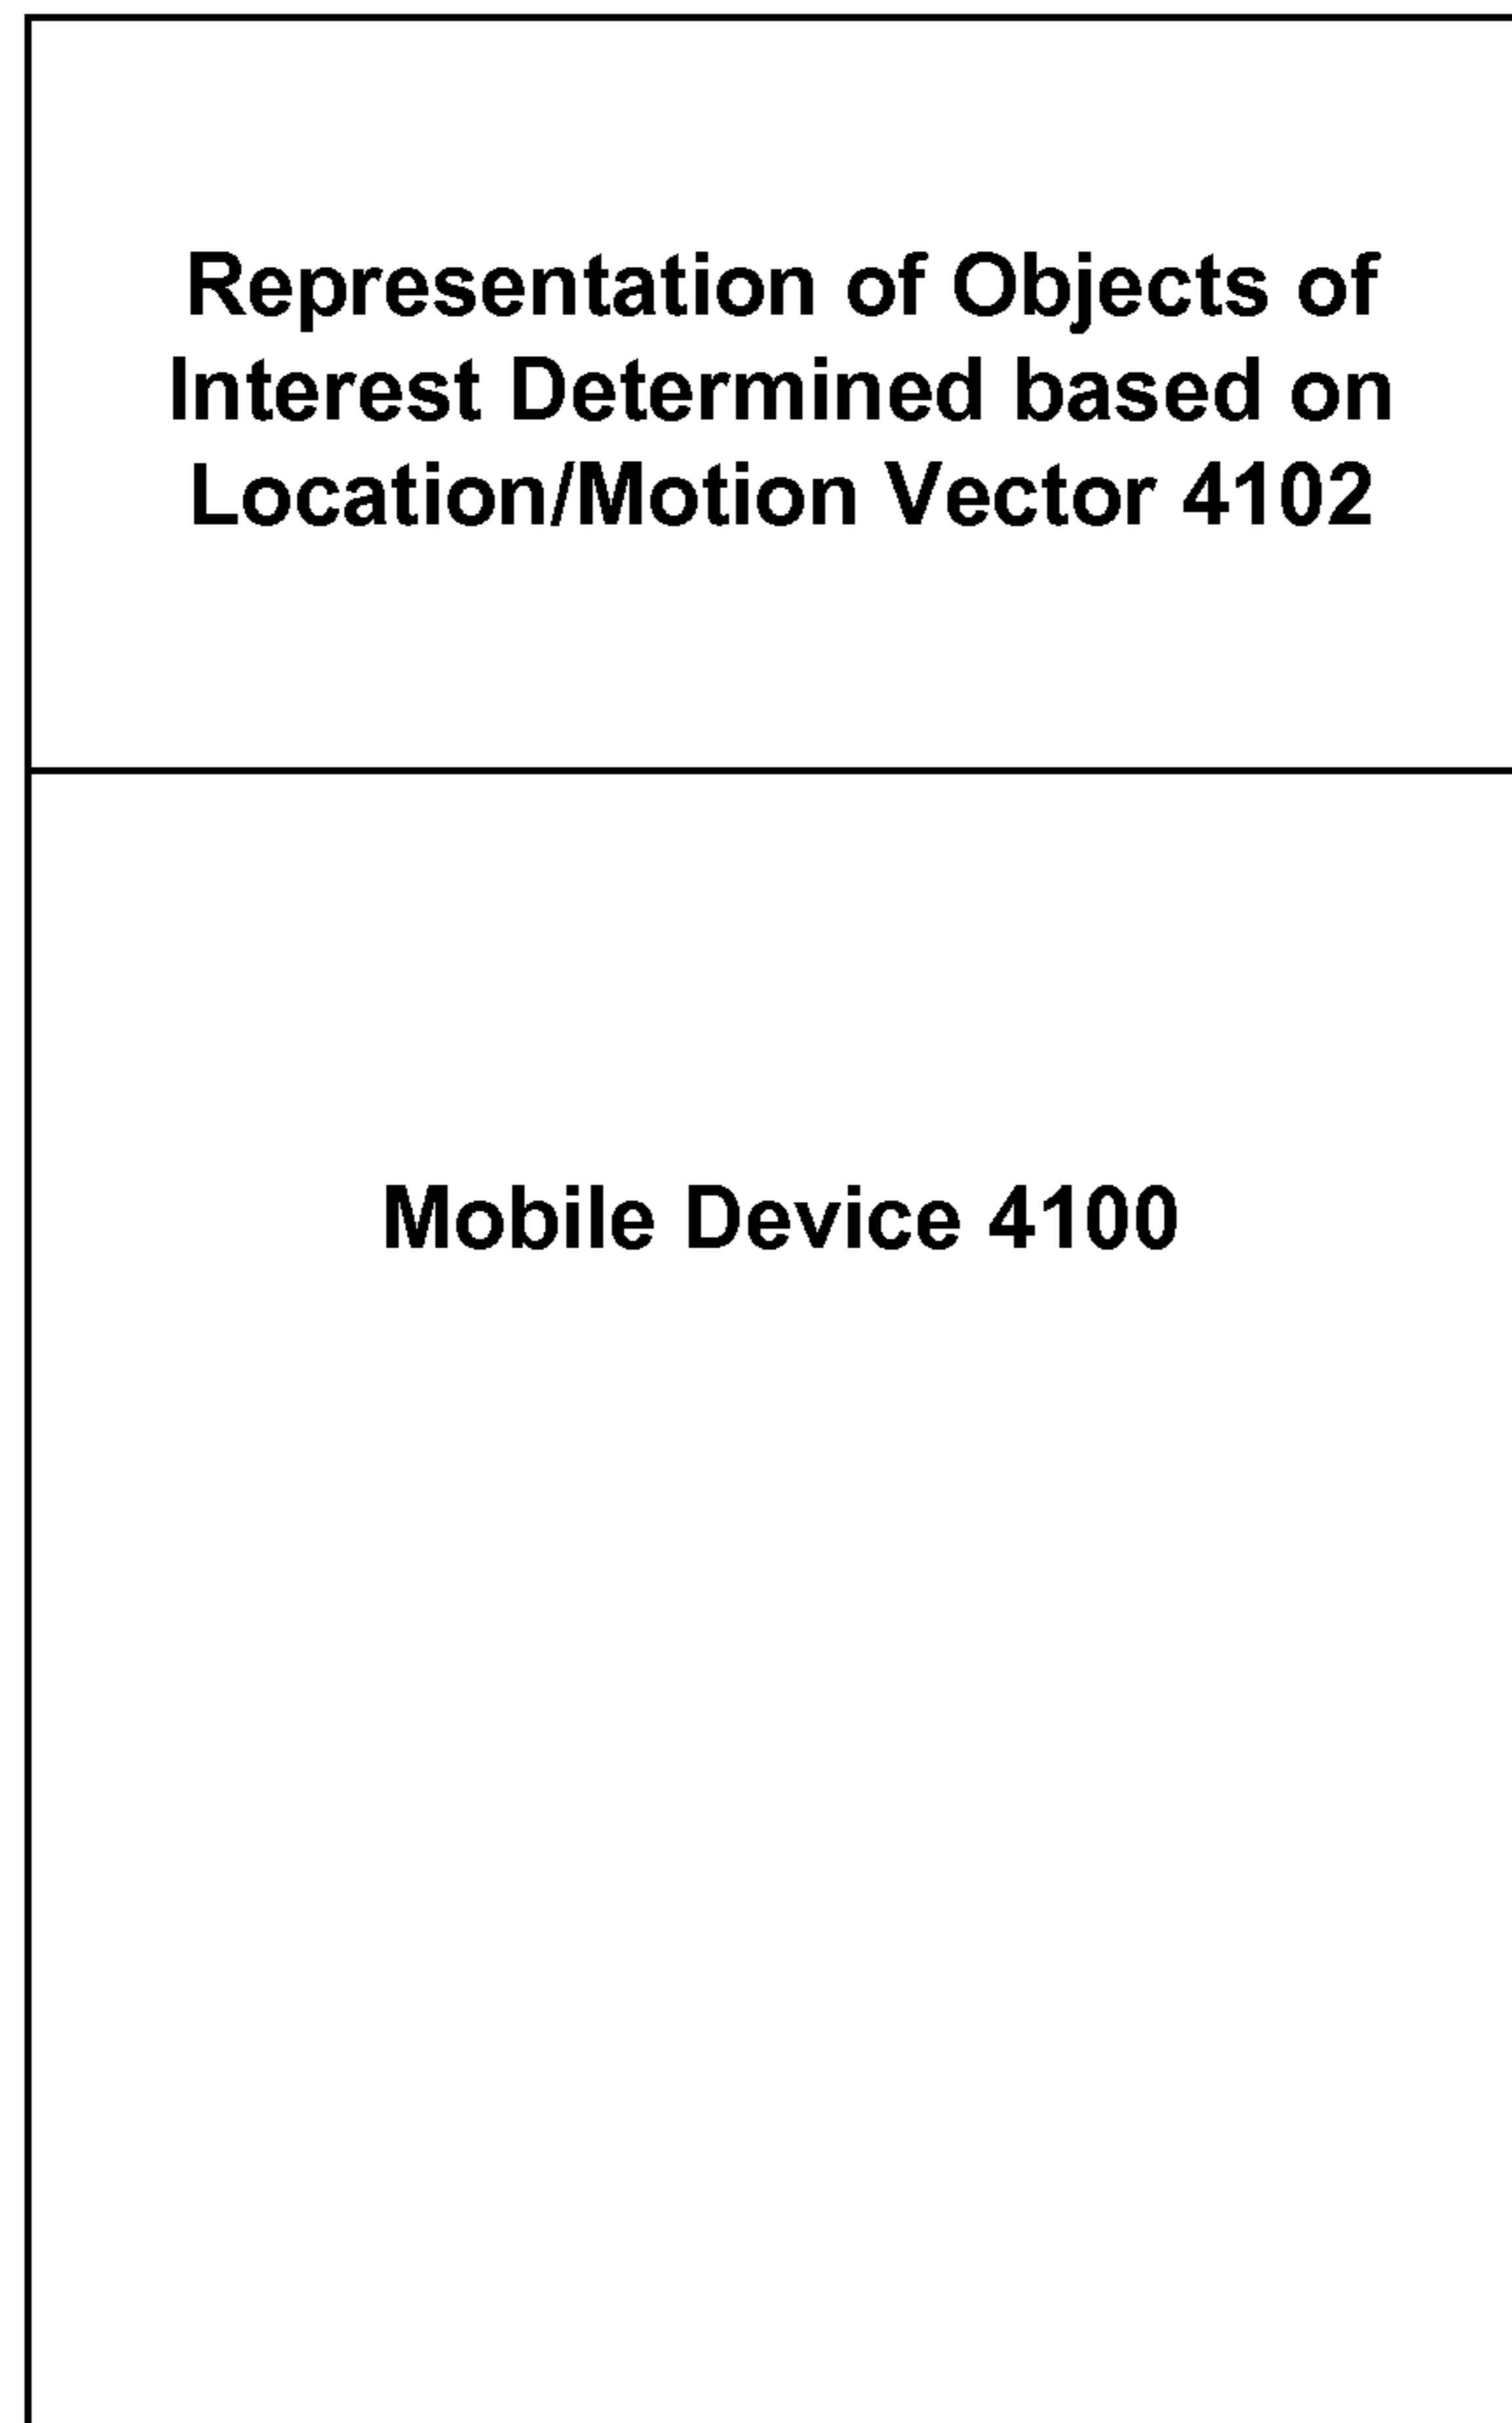 Representation of Objects of
Interest Determined based on
Location/Motion Vector 4102
Mobile Device 4100